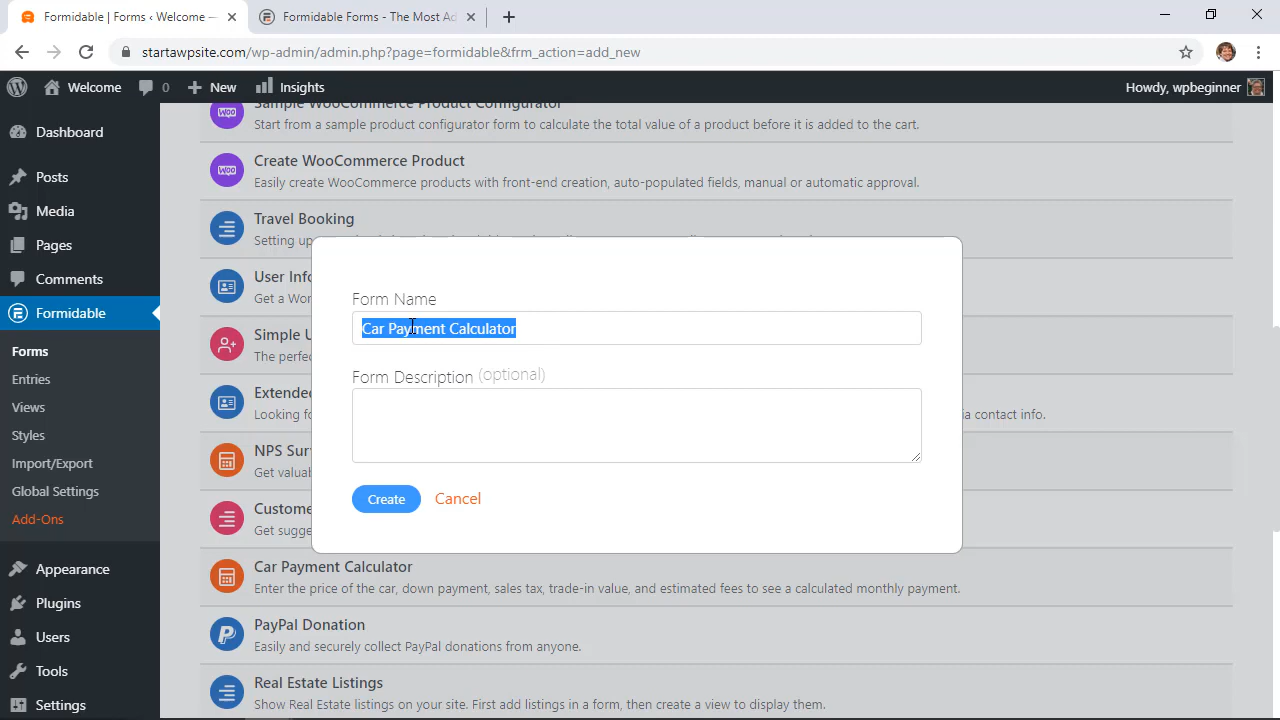 Formidable | Forms ‹ Welcome —
Formidable Forms - The Most Ad
startawpsite.com/wp-admin/admin.php?page=formidable&frm_action=add_new
Welcome
0
New
Insights
Howdy, wpbeginner
Dashboard
Posts
Media
Pages
Comments
Formidable
Forms
Entries
Views
Styles
Import/Export
Global Settings
Add-Ons
Appearance
Plugins
Users
Tools
Settings
Sample WooCommerce Product Configurator
Start from a sample product configurator form to calculate the total value of a product before it is added to the cart.
Create WooCommerce Product
Easily create WooCommerce products with front-end creation, auto-populated fields, manual or automatic approval.
Travel Booking
Setting up
User Info
Get a Wor
Simple U
The perfe
Extende
Looking fo
ia contact info.
NPS Sur
Get valuab
Custome
Get sugge
Car Payment Calculator
Enter the price of the car, down payment, sales tax, trade-in value, and estimated fees to see a calculated monthly payment.
PayPal Donation
Easily and securely collect PayPal donations from anyone.
Real Estate Listings
Show Real Estate listings on your site. First add listings in a form, then create a view to display them.
Form Name
Car Payment Calculator
Form Description (optional)
Create
Cancel